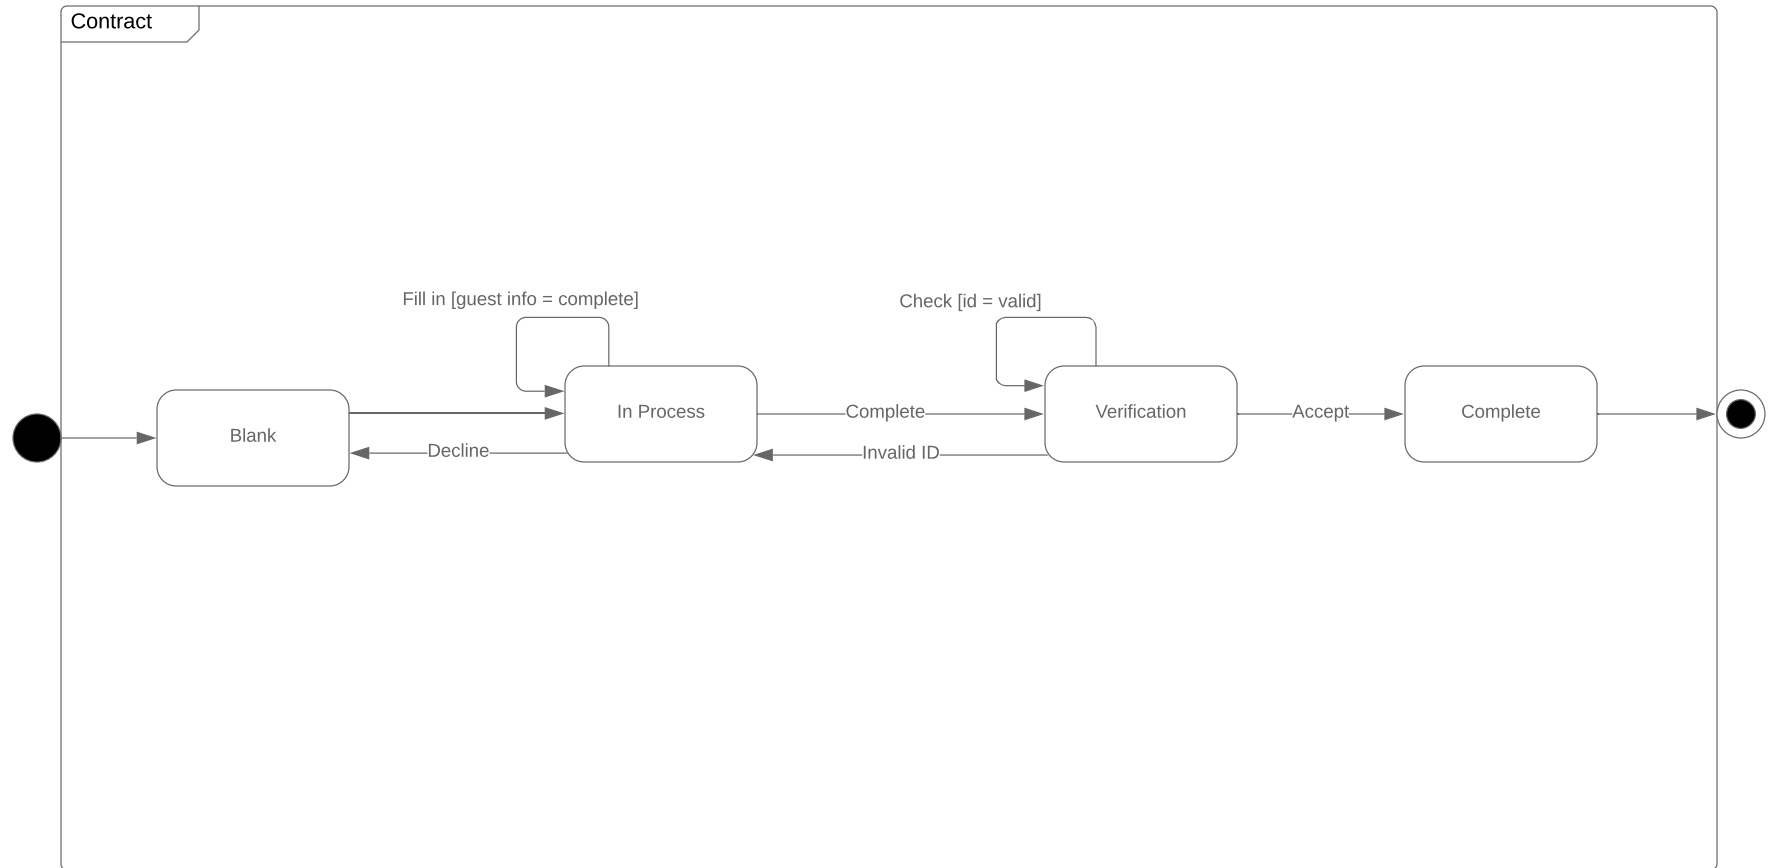 Contract
Fill in [guest info = complete]
Check [id = valid]
Blank
In Process
Complete
Verification
Accept
Complete
Decline
Invalid ID